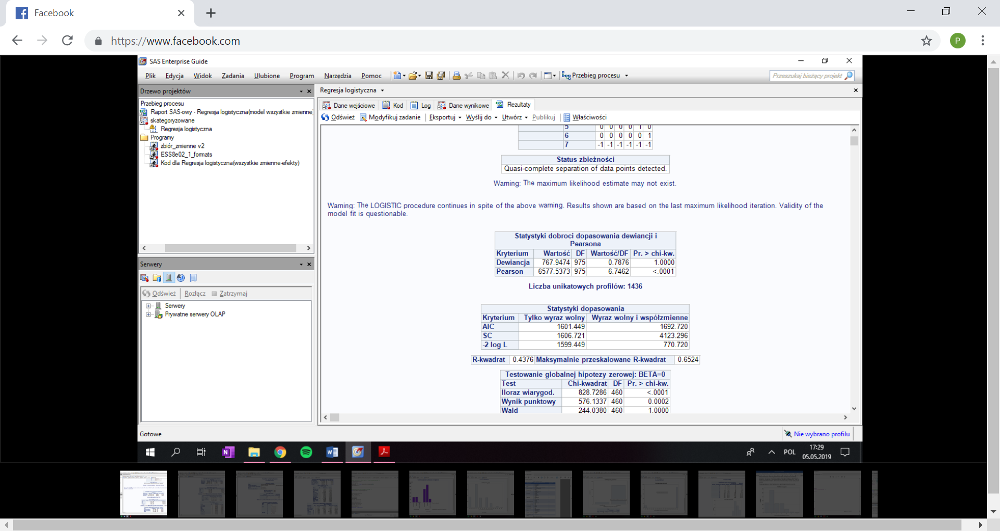 Facebook
https://www.facebook.com
P
SAS Enterprise Guide
Plik Edycja Widok Zadania Ulubione Program Narzędzia Pomoc Przebieg procesu Przeszukaj bieżący projekt
Drzewo projektów
Przebieg procesu
Raport SAS-owy - Regresja logistyczna(model wszystkie zmienne
skategoryzowane
Regresja logistyczna
Programy
zbiór_zmienne v2
ESS8e02_1_formats
Kod dla Regresja logistyczna(wszystkie zmienne-efekty)
Serwery
Odśwież Rozłącz Zatrzymaj
Serwery
Prywatne serwery OLAP
Regresja logistyczna
Dane wejściowe Kod Log Dane wynikowe Rezultaty
Odśwież Modyfikuj zadanie Eksportuj Wyślij do Utwórz Publikuj Właściwości
5 0 0 0 0 1 0
6 0 0 0 0 0 1
7 -1 -1 -1 -1 -1 -1
Status zbieżności
Quasi-complete separation of data points detected.
Warning: The maximum likelihood estimate may not exist.
Warning: The LOGISTIC procedure continues in spite of the above warning. Results shown are based on the last maximum likelihood iteration. Validity of the
model fit is questionable.
Statystyki dobroci dopasowania dewiancji i
Pearsona
Kryterium Wartość DF Wartość/DF Pr. > chi-kw.
Dewiancja 767.9474 975 0.7876 1.0000
Pearson 6577.5373 975 6.7462 <.0001
Liczba unikatowych profilów: 1436
Statystyki dopasowania
Kryterium Tylko wyraz wolny Wyraz wolny i współzmienne
AIC 1601.449 1692.720
SC 1606.721 4123.296
-2 log L 1599.449 770.720
R-kwadrat 0.4376 Maksymalnie przeskalowane R-kwadrat 0.6524
Testowanie globalnej hipotezy zerowej: BETA=0
Test Chi-kwadrat DF Pr. > chi-kw.
Iloraz wiarygod. 828.7286 460 <.0001
Wynik punktowy 576.1337 460 0.0002
Wald 244.0380 460 1.0000
Gotowe
Nie wybrano profilu
POL
17:29
05.05.2019